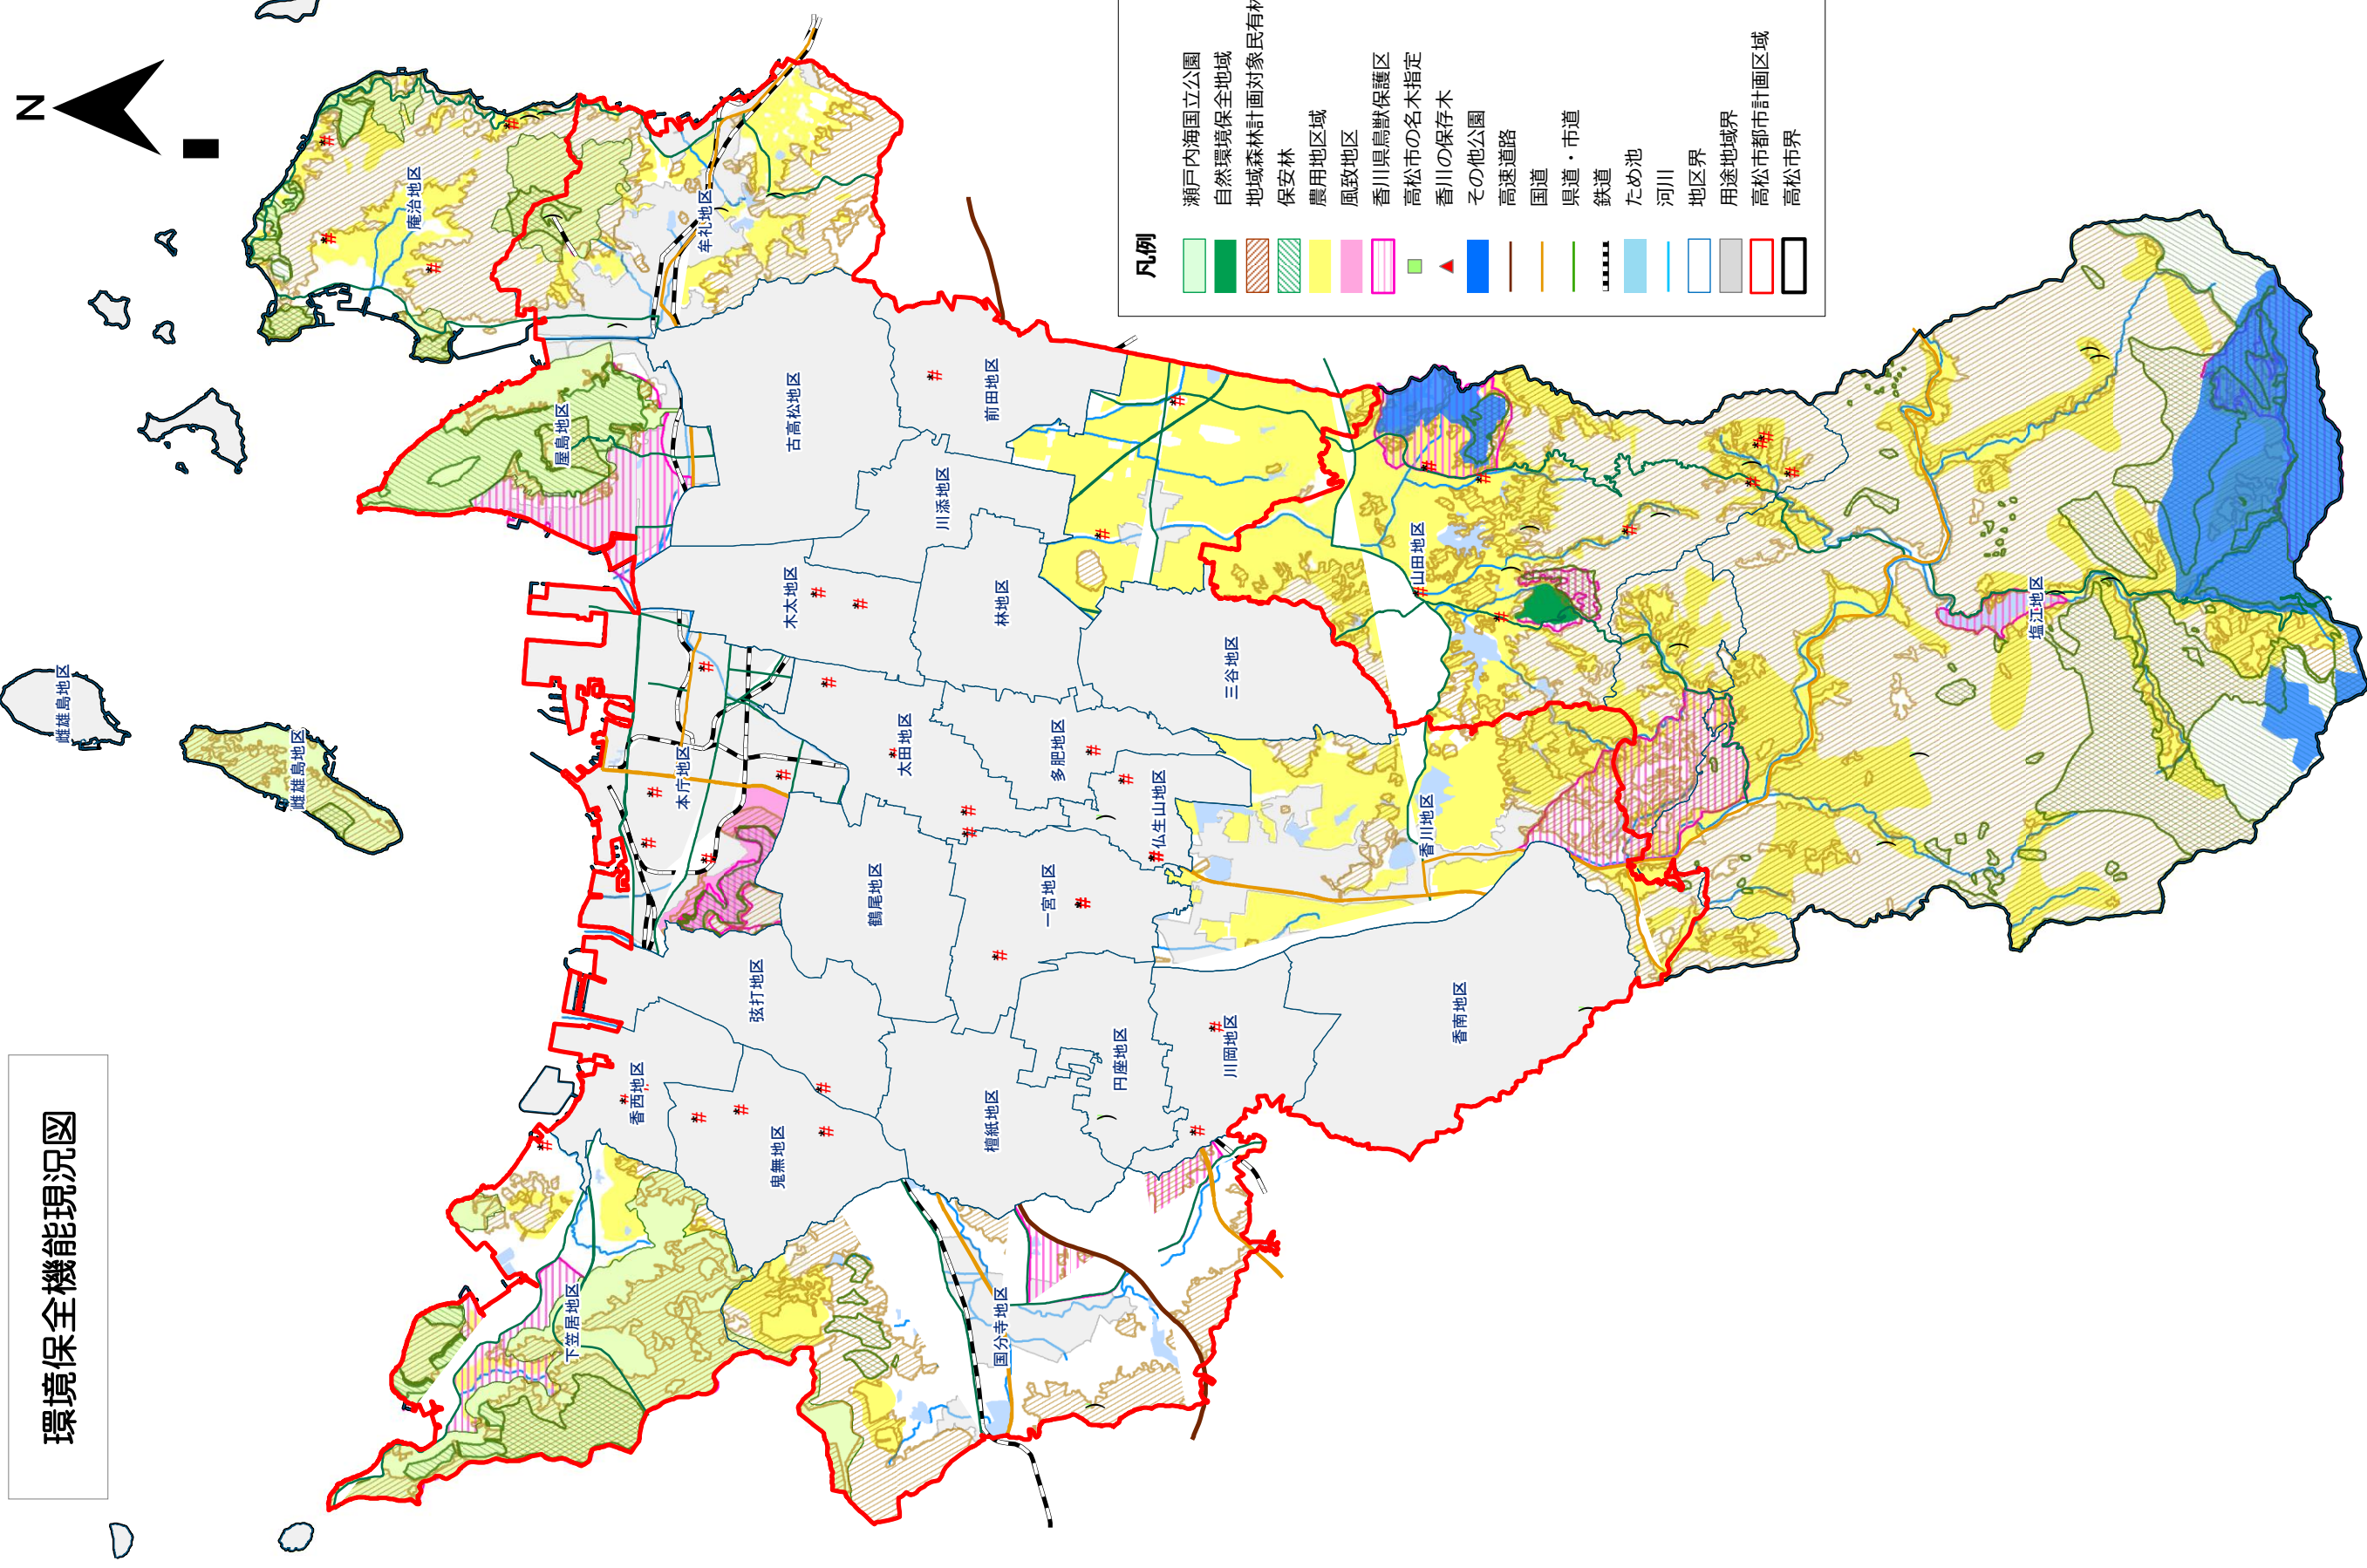 環境保全機能現況図
N
凡例
瀬戸内海国立公園
自然環境保全地域
地域森林計画対象民有林
保安林
農用地区域
風致地区
香川県鳥獣保護区
高松市の名木指定
香川の保存木
その他公園
高速道路
国道
県道・市道
鉄道
ため池
河川
地区界
用途地域界
高松市都市計画区域
高松市界
雌雄島地区
雌雄島地区
庵治地区
牟礼地区
屋島地区
古高松地区
前田地区
川添地区
木太地区
林地区
三谷地区
山田地区
塩江地区
本庁地区
太田地区
多肥地区
仏生山地区
香川地区
鶴尾地区
一宮地区
弦打地区
香西地区
鬼無地区
檀紙地区
円座地区
川岡地区
香南地区
下笠居地区
国分寺地区